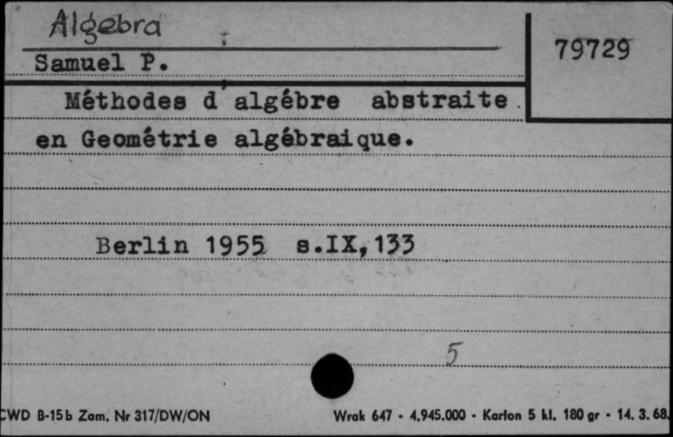 Algebra
79729
Samuel P.
Méthodes d'algébre abstraite
en Geométrie algébraique.
Berlin 1955 s.IX,133
5
CWD B-15b Zam. Nr 317/DW/ON Wrak 647 - 4.945.000 - Karton 5 kl. 180 gr - 14. 3. 68.